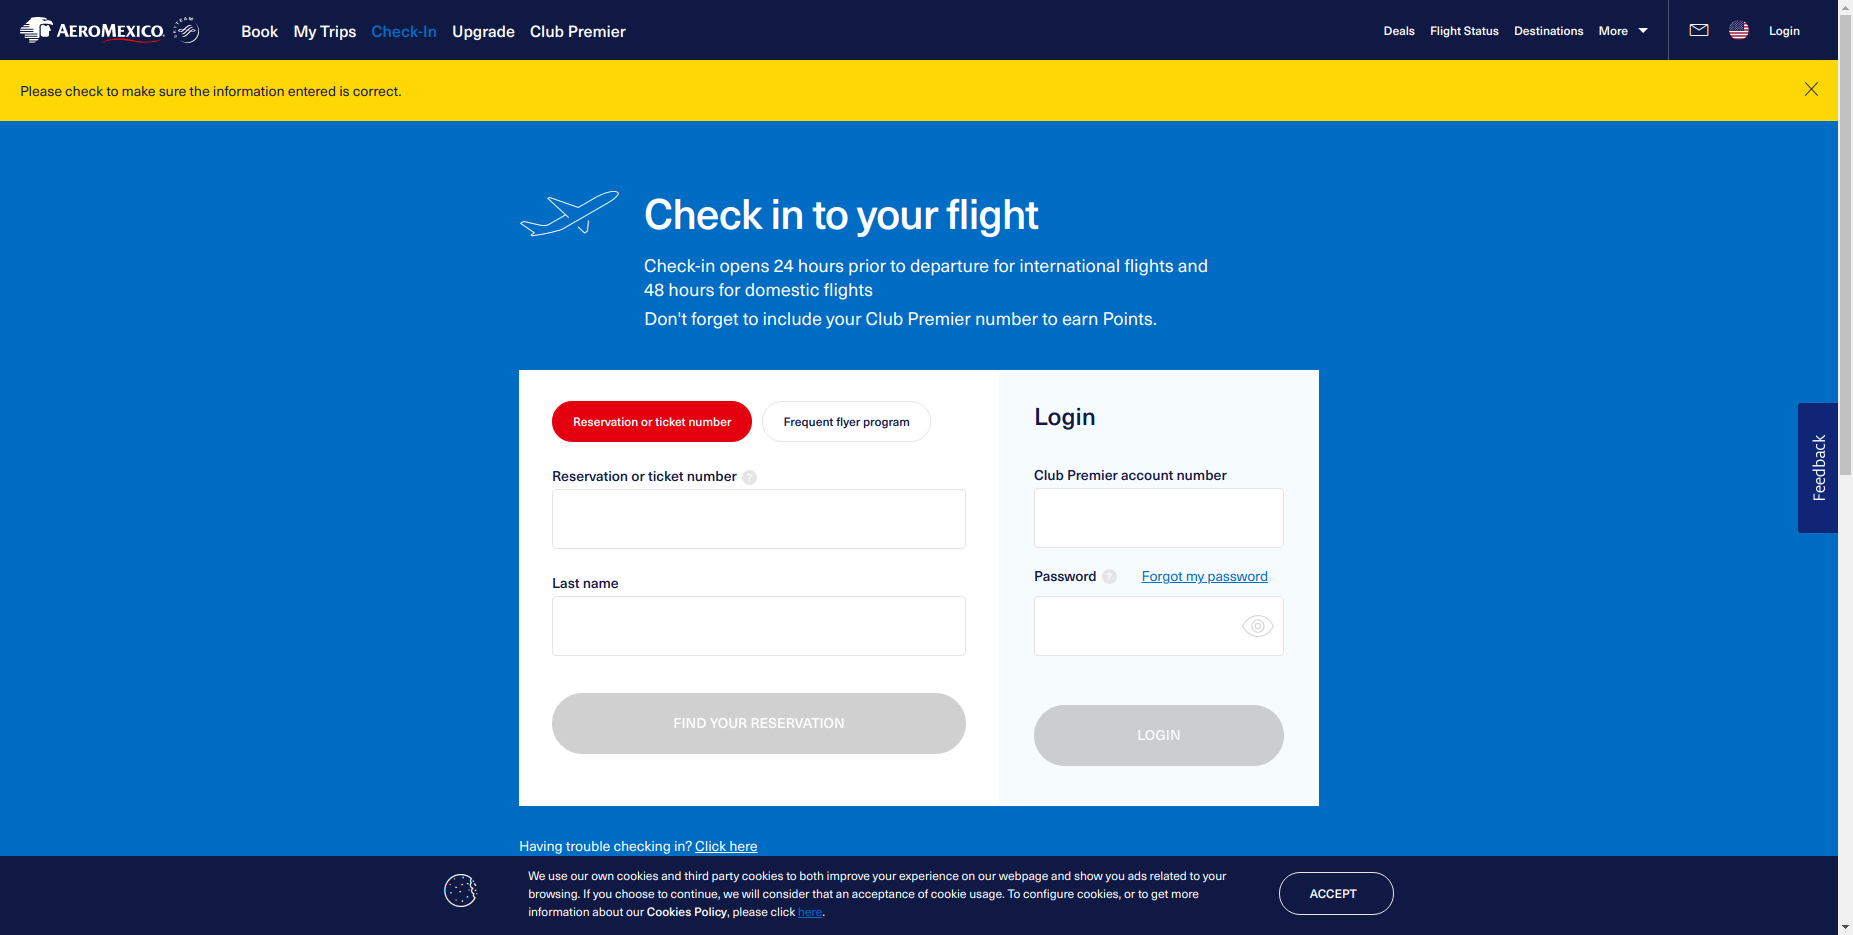 AEROMEXICO SKYTEAM Book My Trips Check-In Upgrade Club Premier Deals Flight Status Destinations More Login
Please check to make sure the information entered is correct.
Check in to your flight
Check-in opens 24 hours prior to departure for international flights and
48 hours for domestic flights
Don't forget to include your Club Premier number to earn Points.
Reservation or ticket number Frequent flyer program
Reservation or ticket number ?
Last name
FIND YOUR RESERVATION
Login
Club Premier account number
Password ? Forgot my password
LOGIN
Feedback
Having trouble checking in? Click here
We use our own cookies and third party cookies to both improve your experience on our webpage and show you ads related to your
browsing. If you choose to continue, we will consider that an acceptance of cookie usage. To configure cookies, or to get more
information about our Cookies Policy, please click here.
ACCEPT